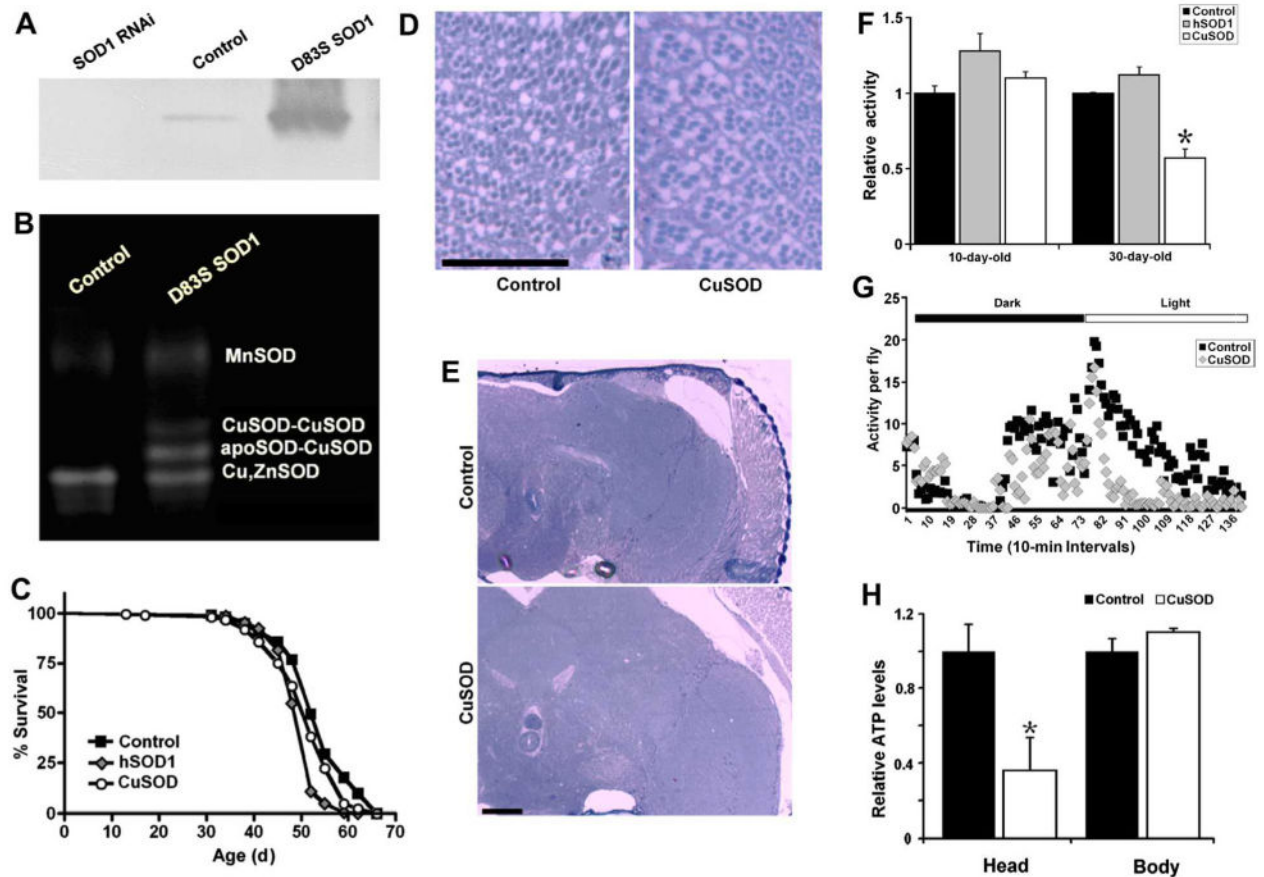 A
SOD1 RNAi
Control
D83S SOD1
B
Control
D83S SOD1
MnSOD
CuSOD-CuSOD
apoSOD-CuSOD
Cu,ZnSOD
C
% Survival
100
75
50
25
0
0 10 20 30 40 50 60 70
Age (d)
Control
hSOD1
CuSOD
D
Control
CuSOD
E
Control
CuSOD
F
Relative activity
1.5
1
0.5
0
10-day-old
30-day-old
Control
hSOD1
CuSOD
*
G
Dark
Light
Activity per fly
25
20
15
10
5
0
1 10 19 28 37 46 55 64 73 82 91 100 109 118 127 136
Time (10-min Intervals)
Control
CuSOD
H
Control
CuSOD
Relative ATP levels
1.2
0.8
0.4
0
*
Head
Body